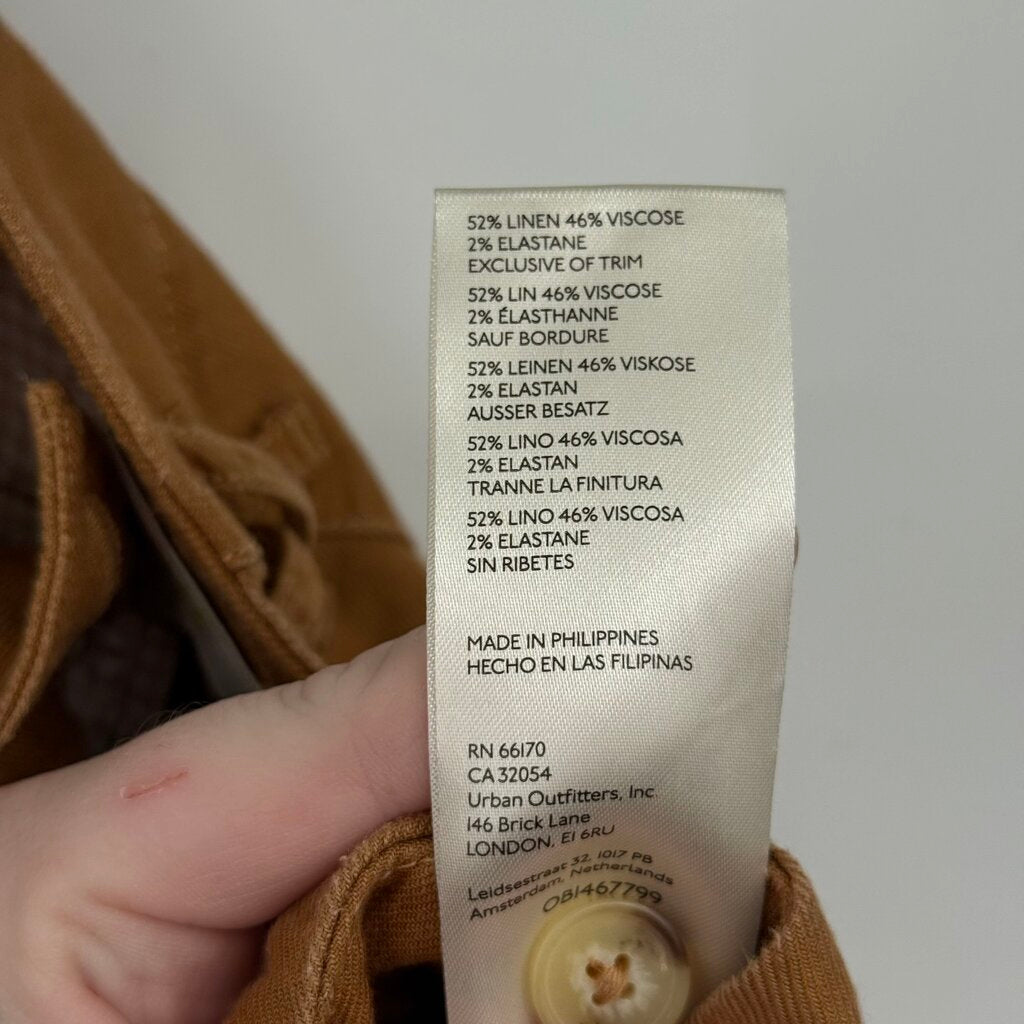 52% LINEN 46% VISCOSE
2% ELASTANE
EXCLUSIVE OF TRIM
52% LIN 46% VISCOSE
2% ÉLASTHANNE
SAUF BORDURE
52% LEINEN 46% VISKOSE
2% ELASTAN
AUSSER BESATZ
52% LINO 46% VISCOSA
2% ELASTAN
TRANNE LA FINITURA
52% LINO 46% VISCOSA
2% ELASTANE
SIN RIBETES
MADE IN PHILIPPINES
HECHO EN LAS FILIPINAS
RN 66170
CA 32054
Urban Outfitters, Inc
146 Brick Lane
LONDON, E1 6RU
Leidsestraat 32, 1017 PB
Amsterdam, Netherlands
OB1467799